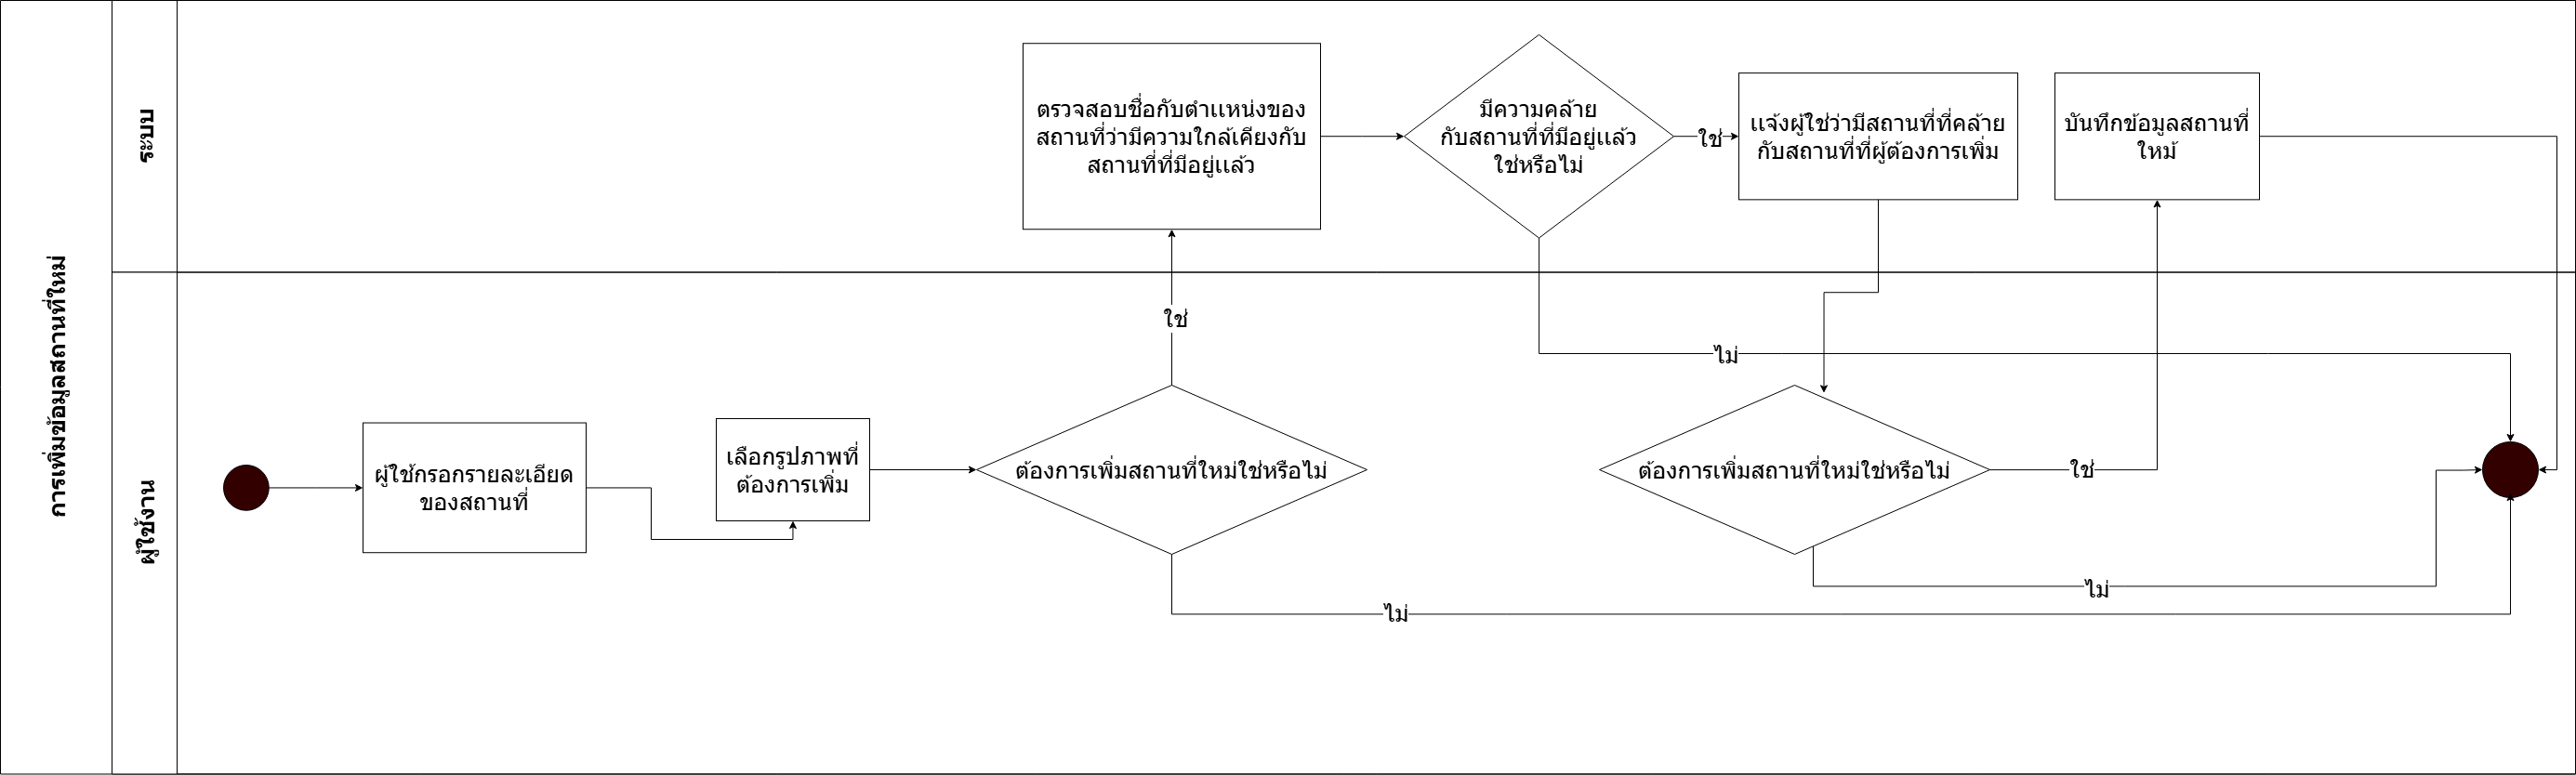 การเพิ่มข้อมูลสถานที่ใหม่
ระบบ
ตรวจสอบชื่อกับตำแหน่งของ
สถานที่ว่ามีความใกล้เคียงกับ
สถานที่ที่มีอยู่แล้ว
มีความคล้าย
กับสถานที่ที่มีอยู่แล้ว
ใช่หรือไม่
ใช่
แจ้งผู้ใช่ว่ามีสถานที่ที่คล้าย
กับสถานที่ที่ผู้ต้องการเพิ่ม
บันทึกข้อมูลสถานที่
ใหม้
ผู้ใช้งาน
ใช่
ไม่
ผู้ใช้กรอกรายละเอียด
ของสถานที่
เลือกรูปภาพที่
ต้องการเพิ่ม
ต้องการเพิ่มสถานที่ใหม่ใช่หรือไม่
ต้องการเพิ่มสถานที่ใหม่ใช่หรือไม่
ใช่
ไม่
ไม่